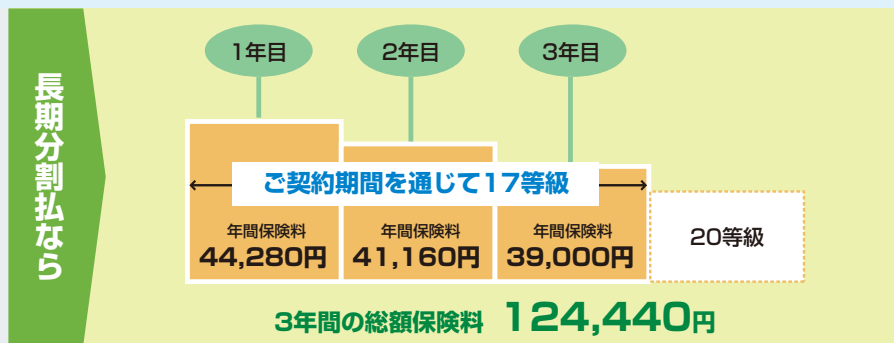 長期分割払なら
1年目
2年目
3年目
ご契約期間を通じて17等級
年間保険料
44,280円
年間保険料
41,160円
年間保険料
39,000円
20等級
3年間の総額保険料 124,440円